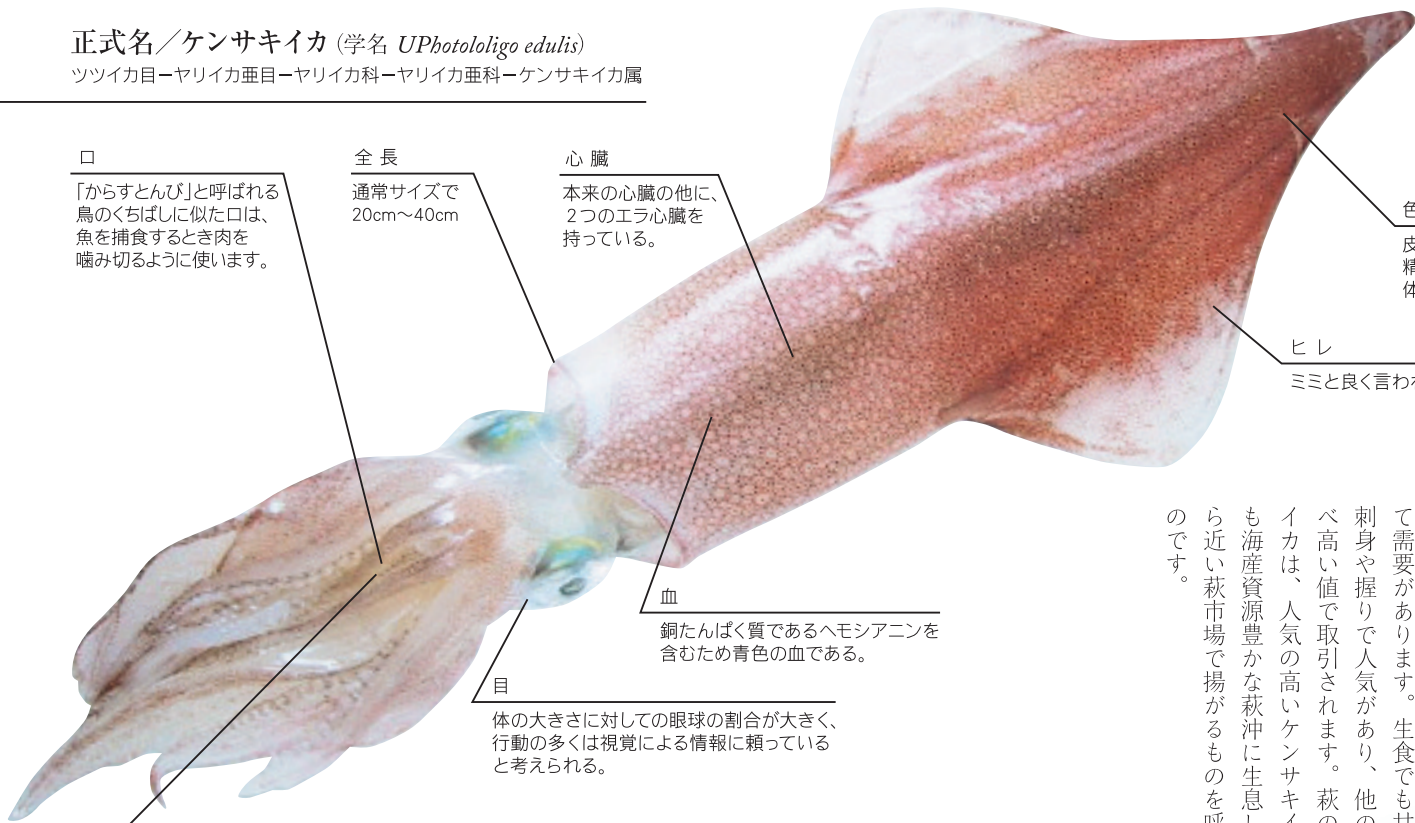 正式名／ケンサキイカ（学名 UPhotololigo edulis）
ツツイカ目ーヤリイカ亜目ーヤリイカ科ーヤリイカ亜科ーケンサキイカ属
口
「からすとんび」と呼ばれる
鳥のくちばしに似た口は、
魚を捕食するとき肉を
噛み切るように使います。
全長
通常サイズで
20cm〜40cm
心臓
本来の心臓の他に、
２つのエラ心臓を
持っている。
色
皮
精
体
ヒレ
ミミと良く言わ
血
銅たんぱく質であるヘモシアニンを
含むため青色の血である。
目
体の大きさに対しての眼球の割合が大きく、
行動の多くは視覚による情報に頼っている
と考えられる。
て需要があります。生食でも
刺身や握りで人気があり、他の
べ高い値で取引されます。萩の
イカは、人気の高いケンサキイ
も海産資源豊かな萩沖に生息し
ら近い萩市場で揚がるものを呼
のです。